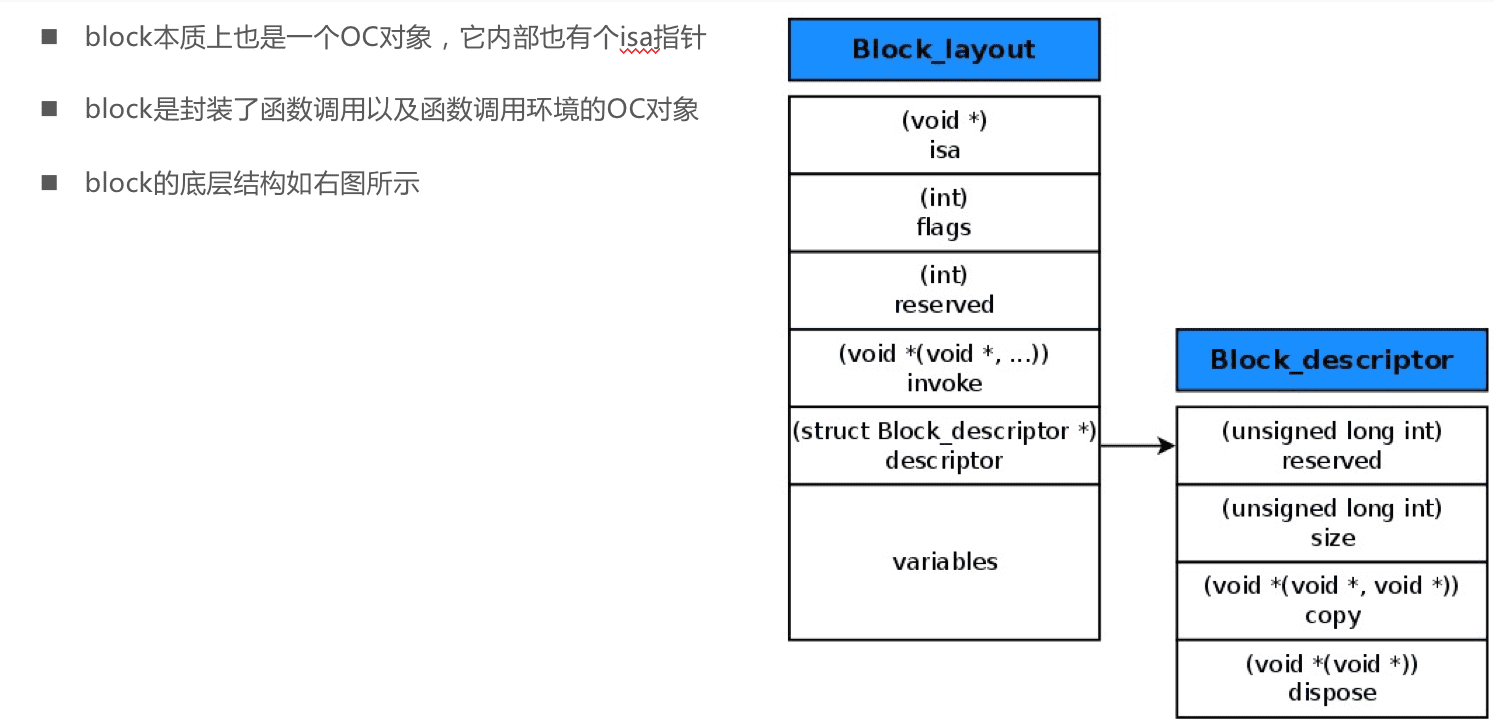 block本质上也是一个OC对象，它内部也有个isa指针
block是封装了函数调用以及函数调用环境的OC对象
block的底层结构如右图所示
Block_layout
(void *)
isa
(int)
flags
(int)
reserved
(void *(void *, ...))
invoke
(struct Block_descriptor *)
descriptor
variables
Block_descriptor
(unsigned long int)
reserved
(unsigned long int)
size
(void *(void *, void *))
copy
(void *(void *))
dispose